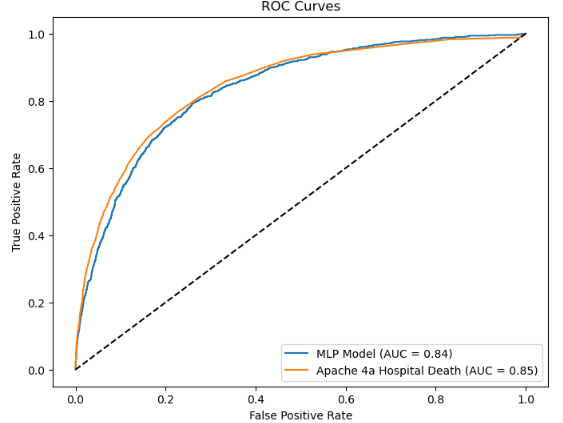 ROC Curves
1.0
0.8
0.6
0.4
0.2
0.0
True Positive Rate
0.0 0.2 0.4 0.6 0.8 1.0
False Positive Rate
MLP Model (AUC = 0.84)
Apache 4a Hospital Death (AUC = 0.85)